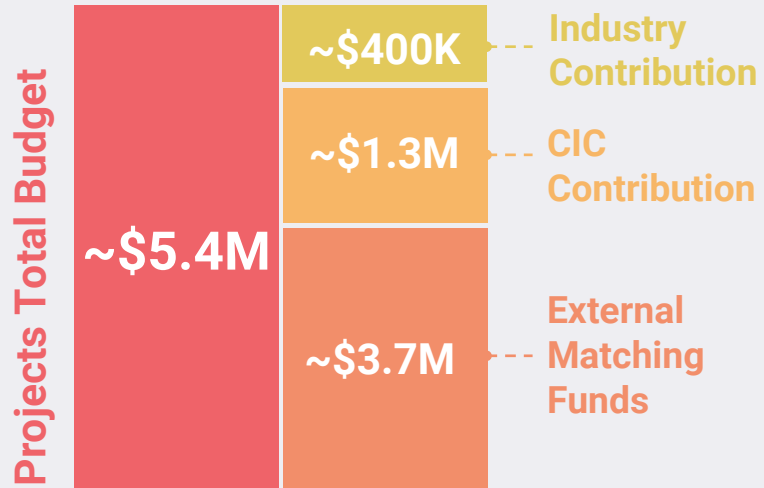 Projects Total Budget
~$5.4M
~$400K
Industry
Contribution
~$1.3M
CIC
Contribution
~$3.7M
External
Matching
Funds